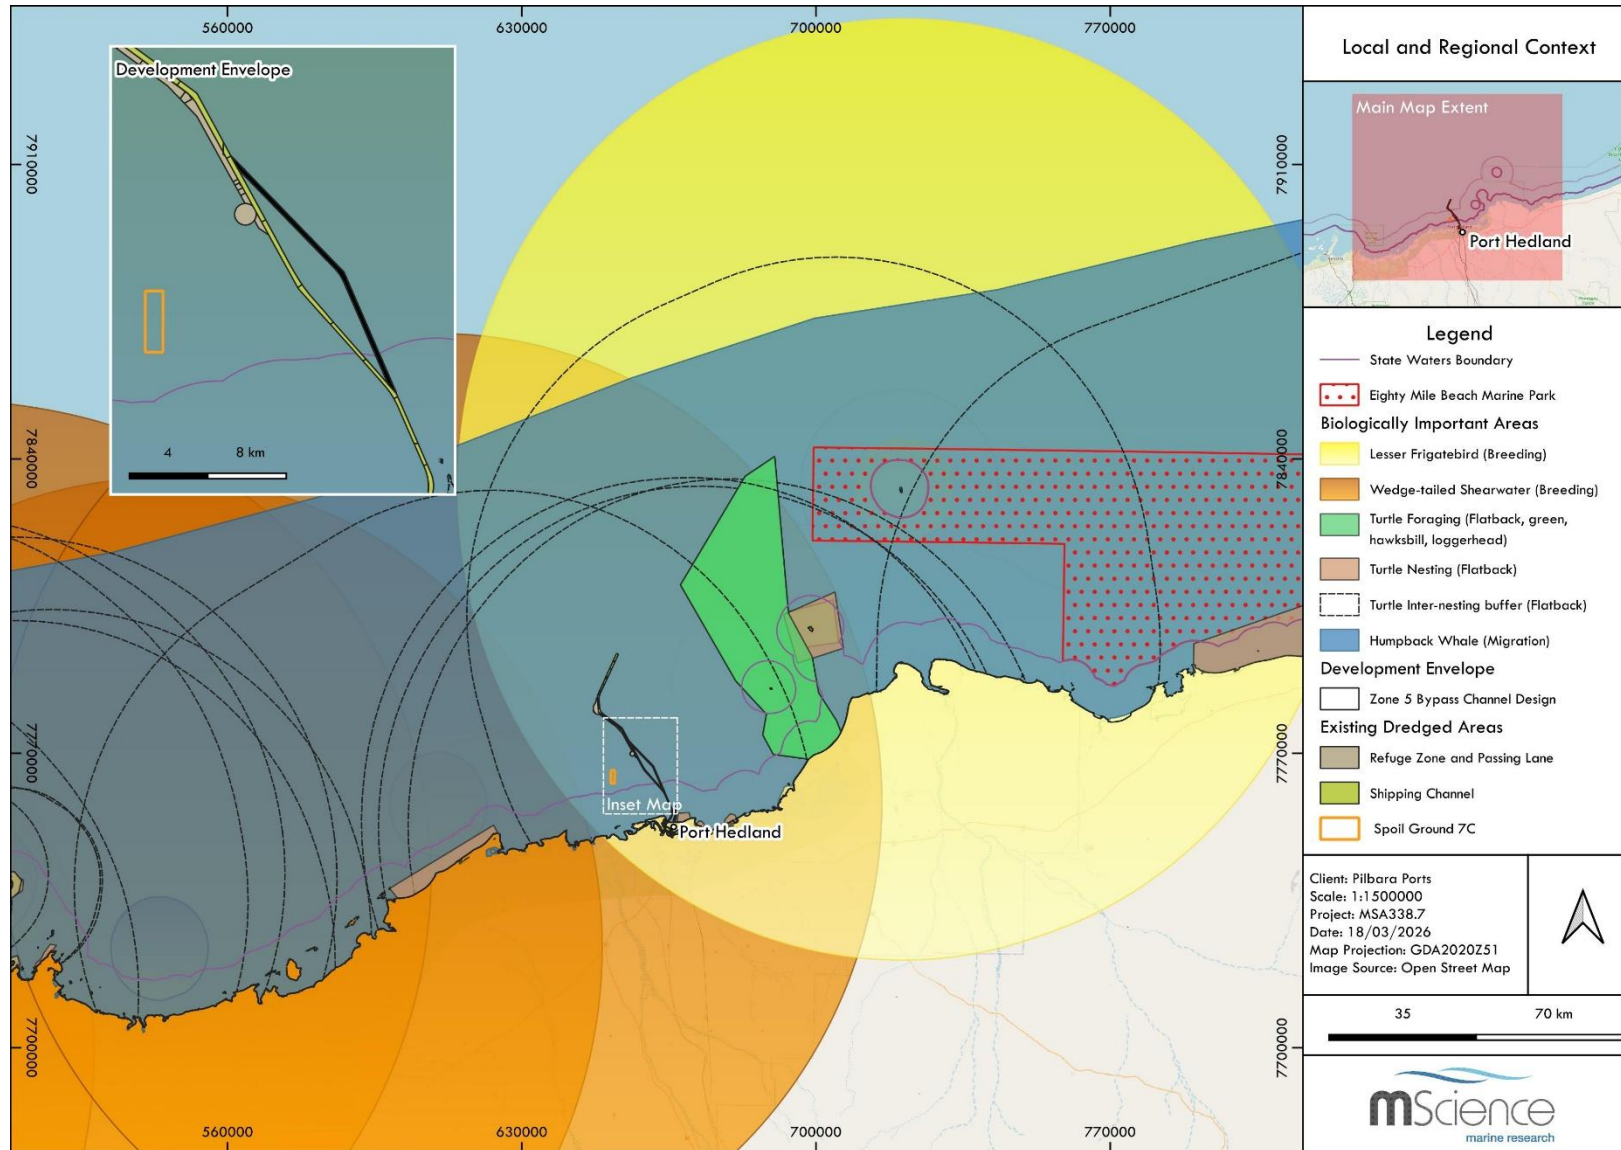 560000
630000
700000
770000
Development Envelope
4
8 km
7910000
7840000
7770000
7700000
7910000
7840000
7770000
7700000
Inset Map
Port Hedland
560000
630000
700000
770000
Local and Regional Context
Main Map Extent
Port Hedland
Legend
State Waters Boundary
Eighty Mile Beach Marine Park
Biologically Important Areas
Lesser Frigatebird (Breeding)
Wedge-tailed Shearwater (Breeding)
Turtle Foraging (Flatback, green,
hawksbill, loggerhead)
Turtle Nesting (Flatback)
Turtle Inter-nesting buffer (Flatback)
Humpback Whale (Migration)
Development Envelope
Zone 5 Bypass Channel Design
Existing Dredged Areas
Refuge Zone and Passing Lane
Shipping Channel
Spoil Ground 7C
Client: Pilbara Ports
Scale: 1:1500000
Project: MSA338.7
Date: 18/03/2026
Map Projection: GDA2020Z51
Image Source: Open Street Map
35
70 km
mScience
marine research